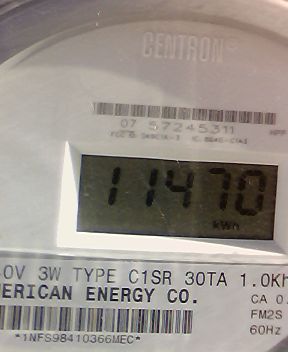 CENTRON®
07 57245311
11470
kWh
0V 3W TYPE C1SR 30TA 1.0Kh
MERICAN ENERGY CO.
CA 0.
FM2S
60Hz
*1NFS98410366MEC*